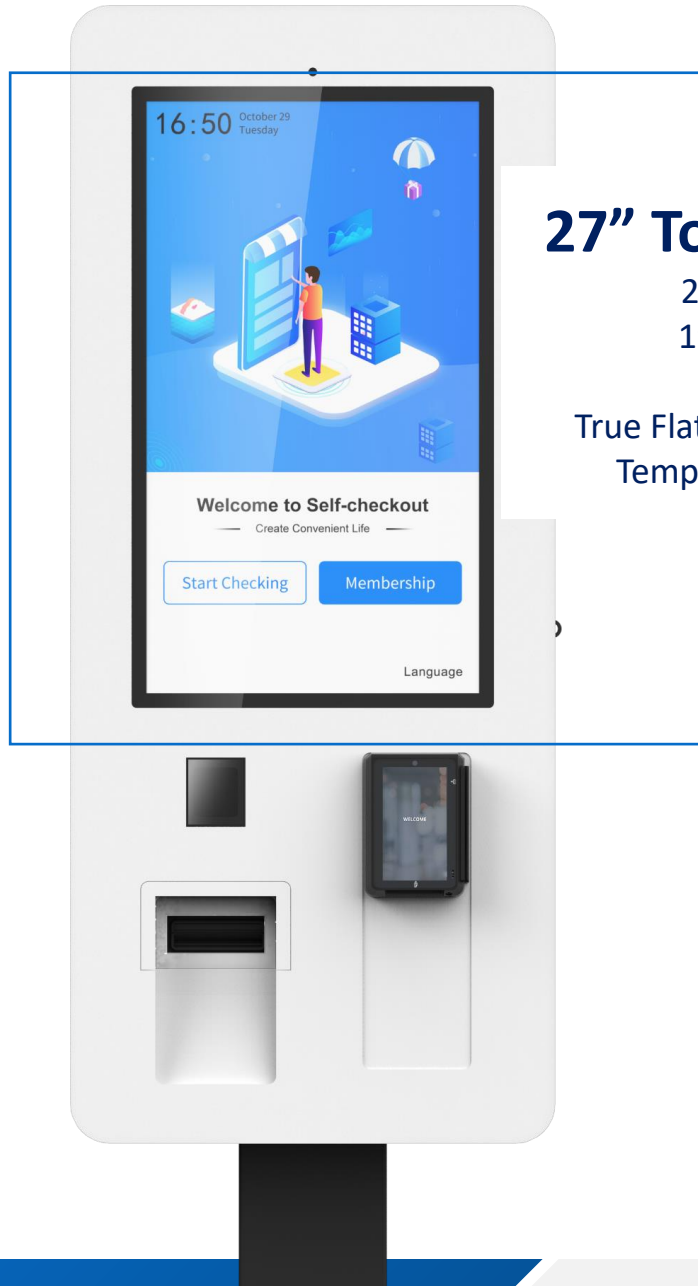 16:50
October 29
Tuesday
27” To
2
1
True Flat
Temp
Welcome to Self-checkout
Create Convenient Life
Start Checking
Membership
Language
WELCOME